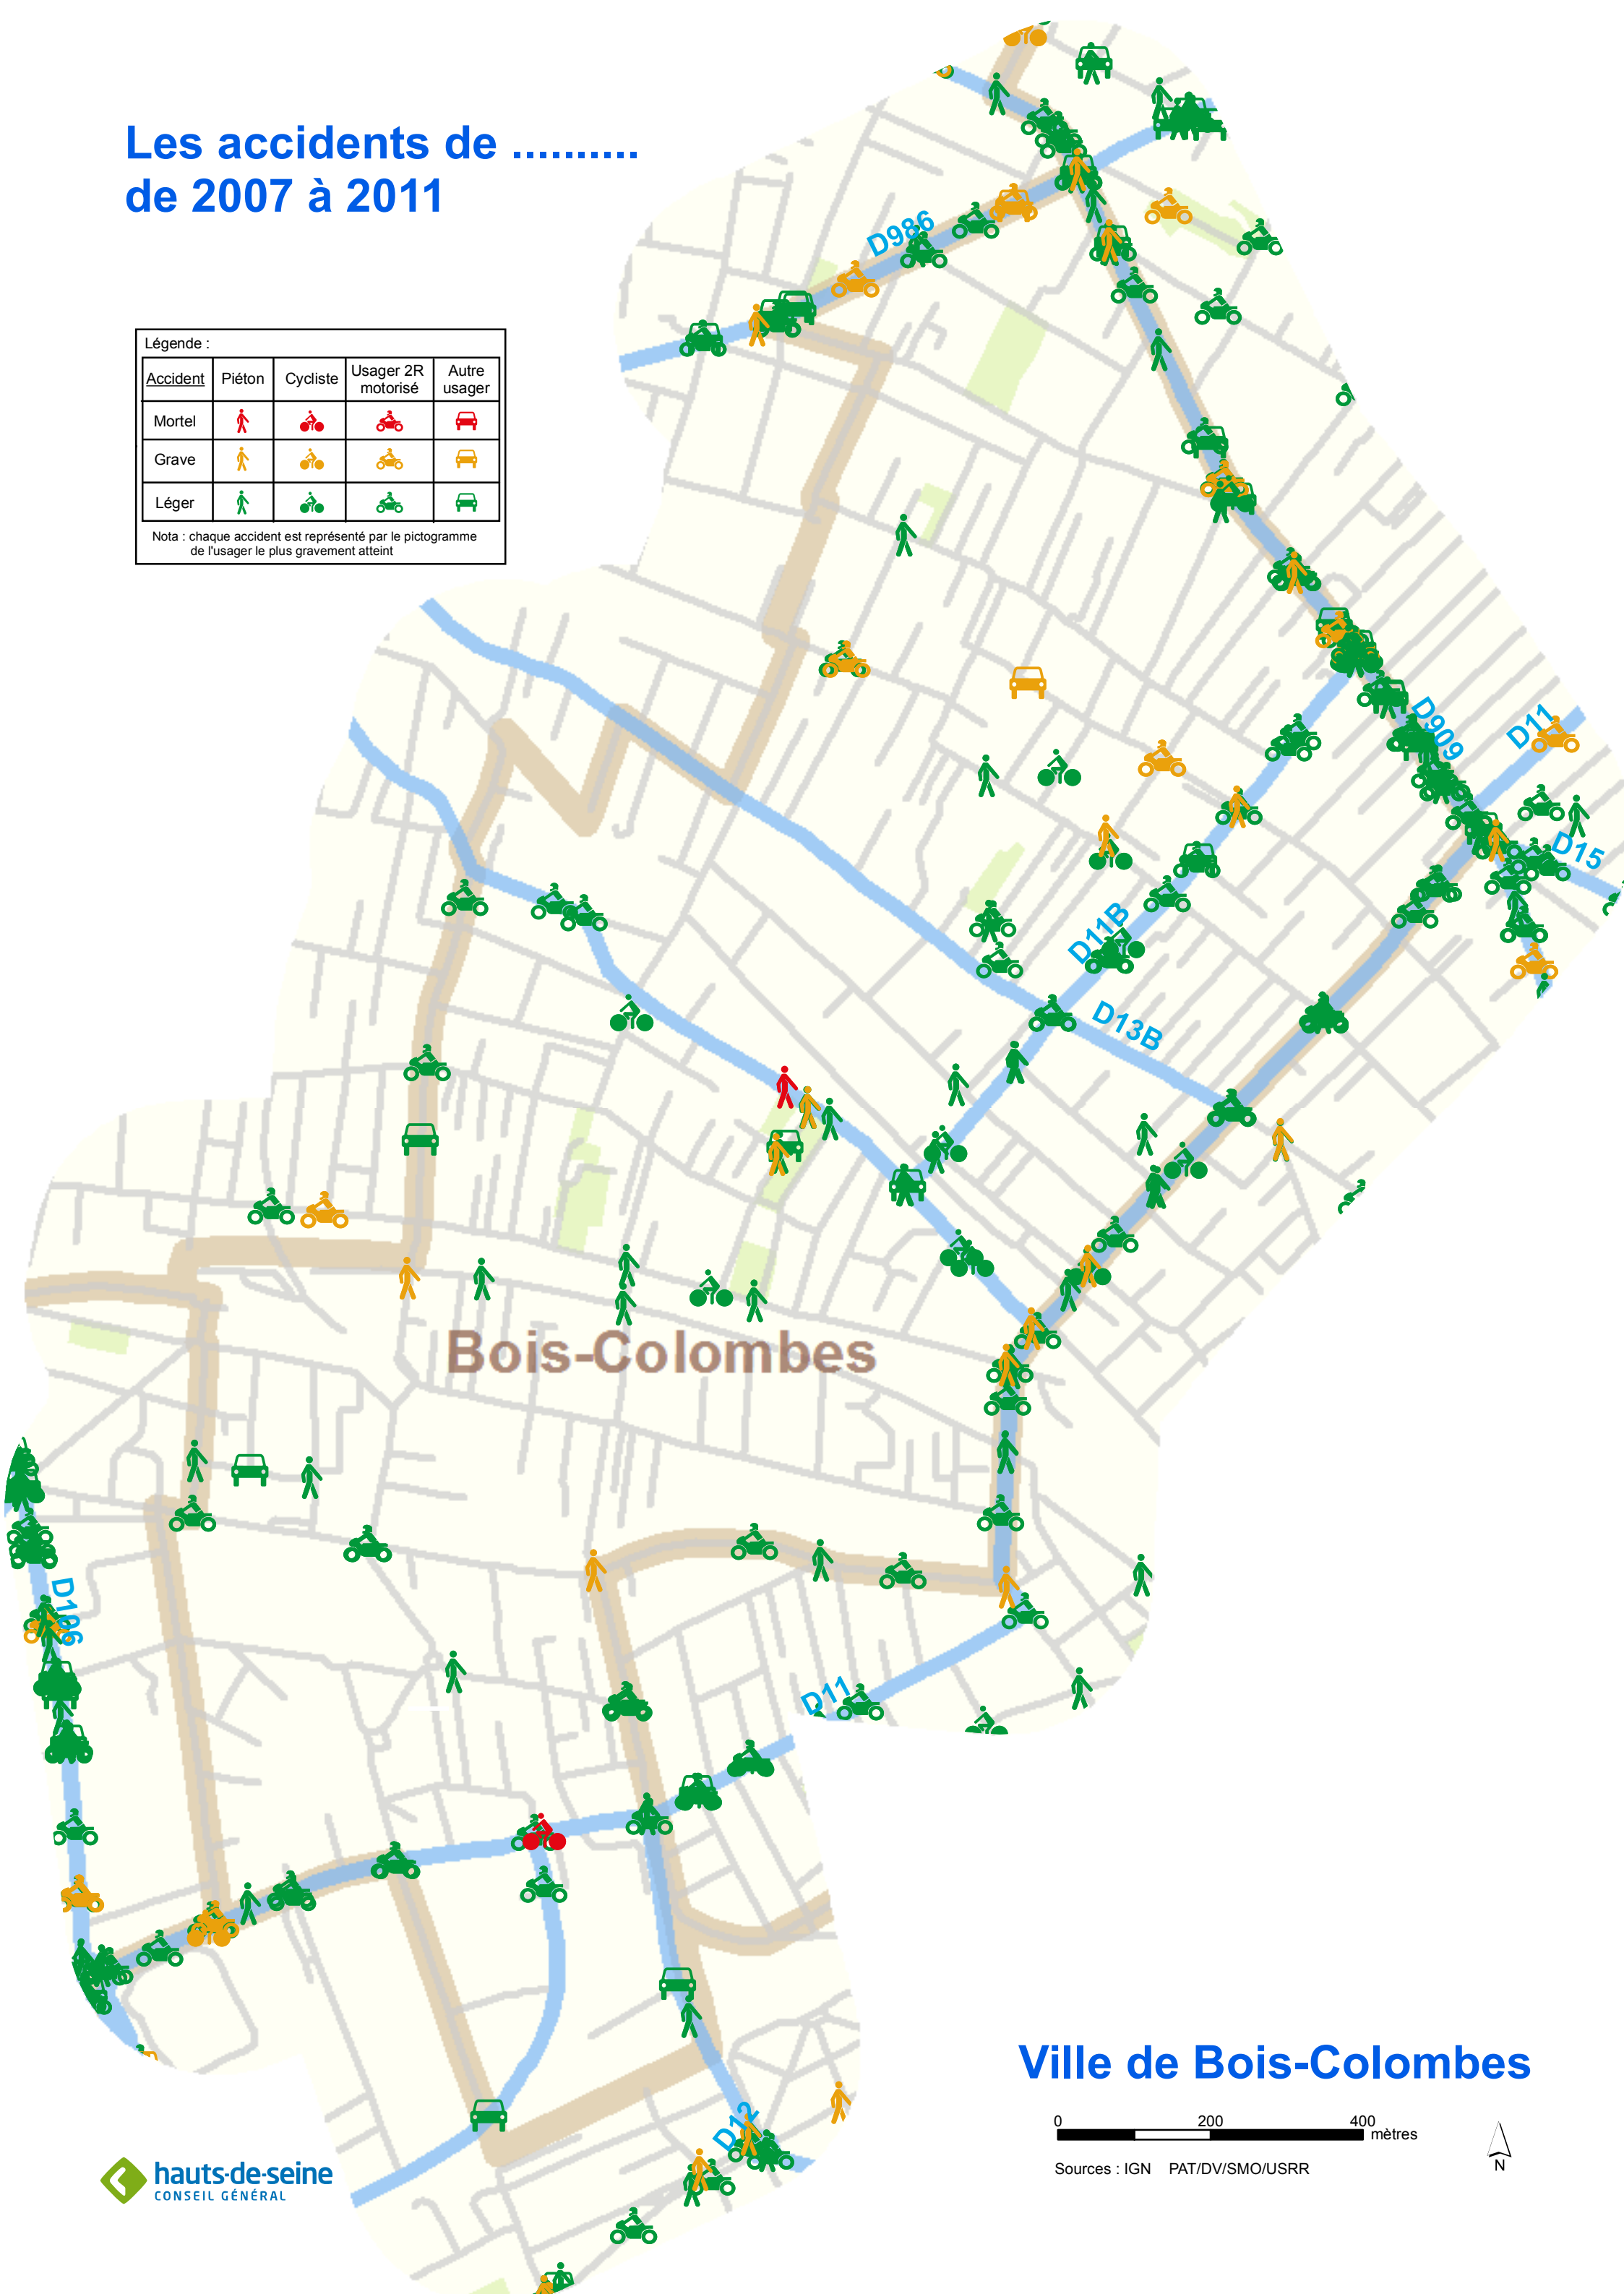 Les accidents de ..........
de 2007 à 2011
D986
Légende :
Accident Piéton Cycliste Usager 2R motorisé Autre usager
Mortel
Grave
Léger
Nota : chaque accident est représenté par le pictogramme
de l'usager le plus gravement atteint
D909
D11
D15
D11B
D13B
Bois-Colombes
D106
D11
D12
Ville de Bois-Colombes
0 200 400
mètres
Sources : IGN PAT/DV/SMO/USRR
N
hauts-de-seine
CONSEIL GÉNÉRAL